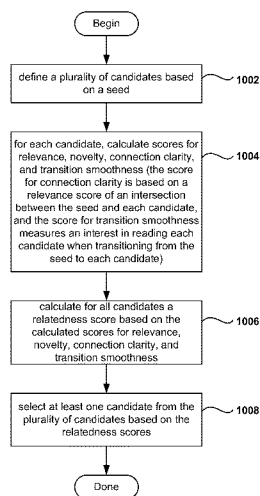 Begin
define a plurality of candidates based
on a seed
1002
for each candidate, calculate scores for
relevance, novelty, connection clarity,
and transition smoothness (the score
for connection clarity is based on a
relevance score of an intersection
between the seed and each candidate,
and the score for transition smoothness
measures an interest in reading each
candidate when transitioning from the
seed to each candidate)
1004
calculate for all candidates a
relatedness score based on the
calculated scores for relevance,
novelty, connection clarity, and
transition smoothness
1006
select at least one candidate from the
plurality of candidates based on the
relatedness scores
1008
Done